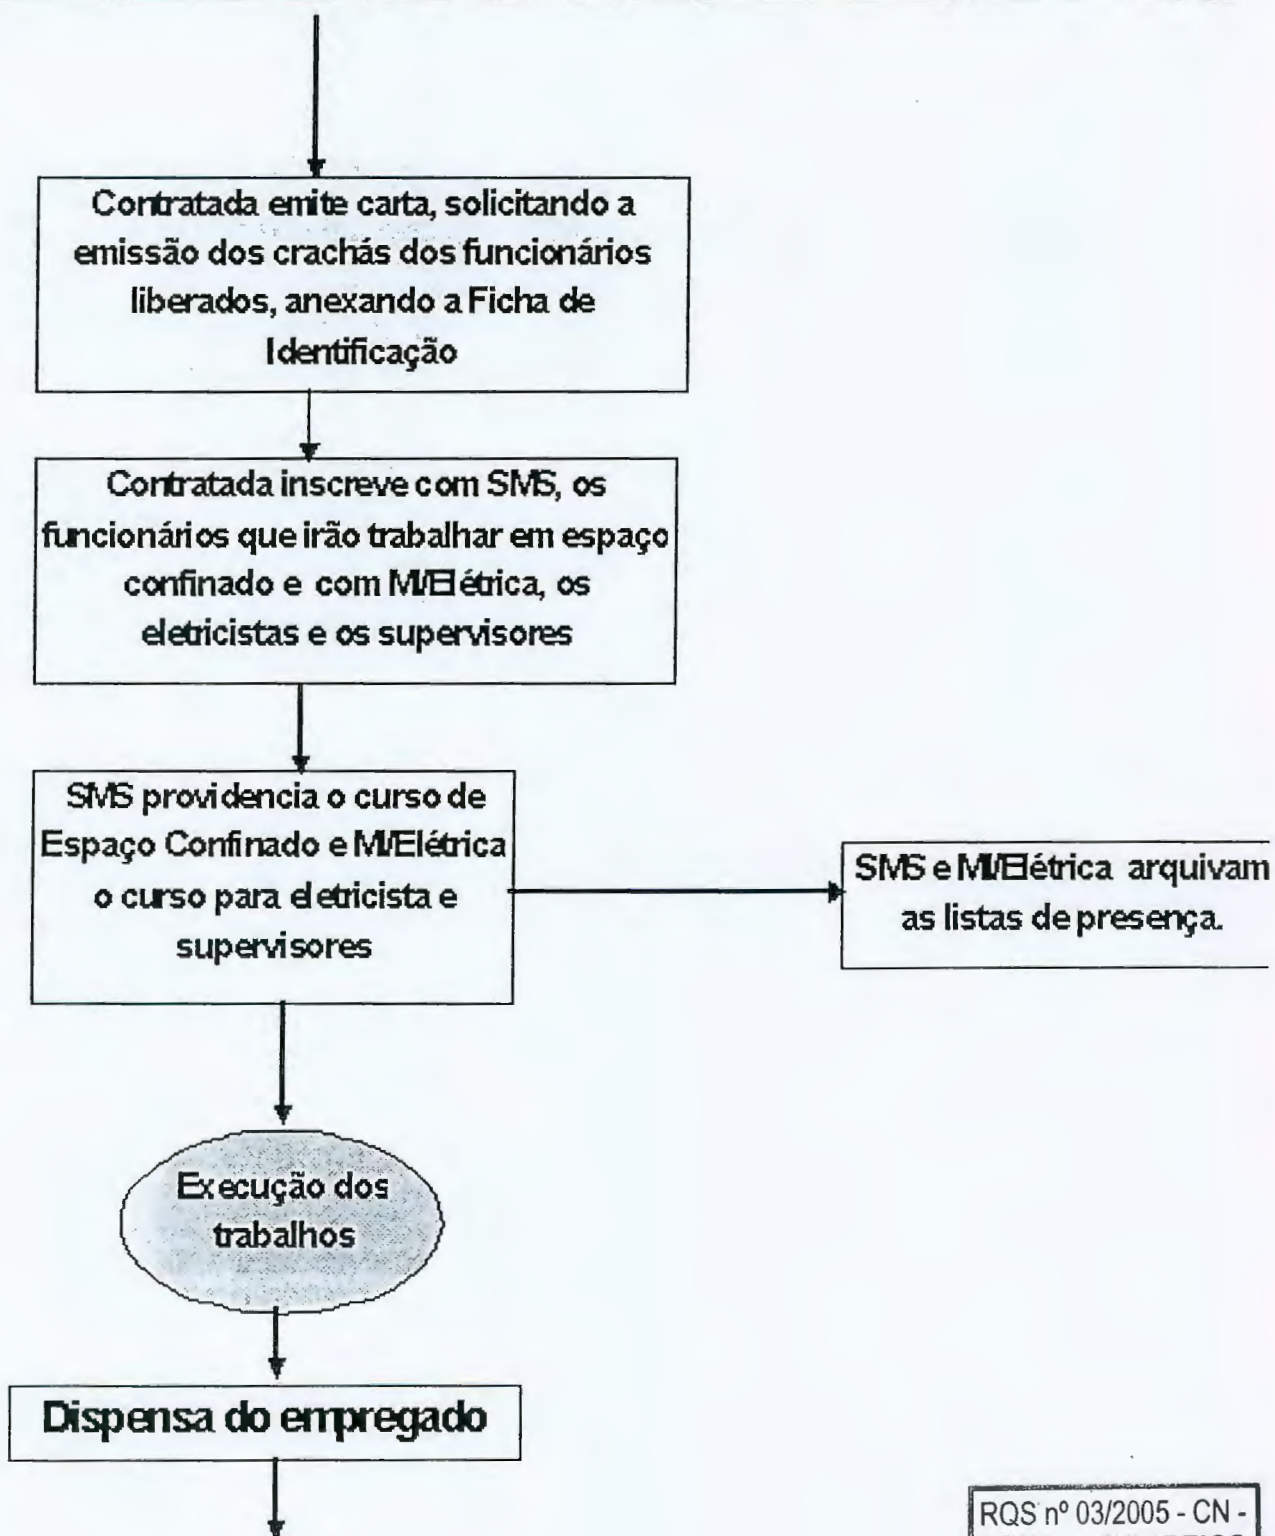 Contratada emite carta, solicitando a
emissão dos crachás dos funcionários
liberados, anexando a Ficha de
Identificação
Contratada inscreve com SMS, os
funcionários que irão trabalhar em espaço
confinado e com MI/Elétrica, os
eletricistas e os supervisores
SMS providencia o curso de
Espaço Confinado e MI/Elétrica
o curso para eletricista e
supervisores
SMS e MI/Elétrica arquivam
as listas de presença.
Execução dos
trabalhos
Dispensa do empregado
RQS nº 03/2005 - CN -